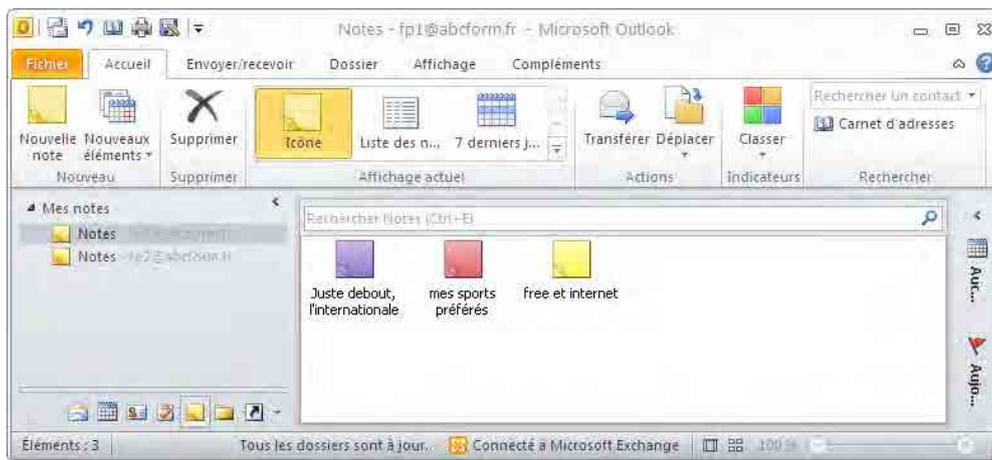 Notes - fp1@abcform.fr - Microsoft Outlook
Fichier Accueil Envoyer/recevoir Dossier Affichage Compléments
Nouvelle note
Nouveaux éléments
Supprimer
Icône
Liste des n...
7 derniers j...
Transférer
Déplacer
Classer
Rechercher un contact
Carnet d'adresses
Nouveau Supprimer Affichage actuel Actions Indicateurs Rechercher
Mes notes
Notes
Notes
Rechercher Notes (Ctrl+E)
Juste debout,
l'internationale
mes sports
préférés
free et internet
Auc...
Aujo...
Éléments : 3 Tous les dossiers sont à jour. Connecté à Microsoft Exchange 100 %